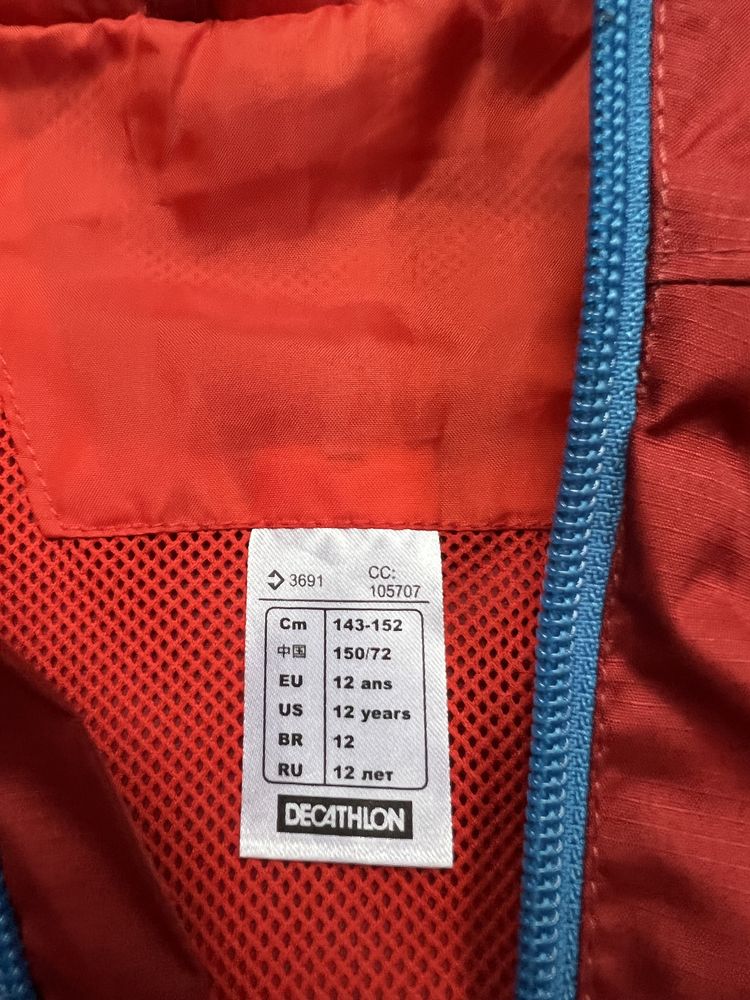 3691 CC:
105707
Cm 143-152
中国 150/72
EU 12 ans
US 12 years
BR 12
RU 12 лет
DECATHLON